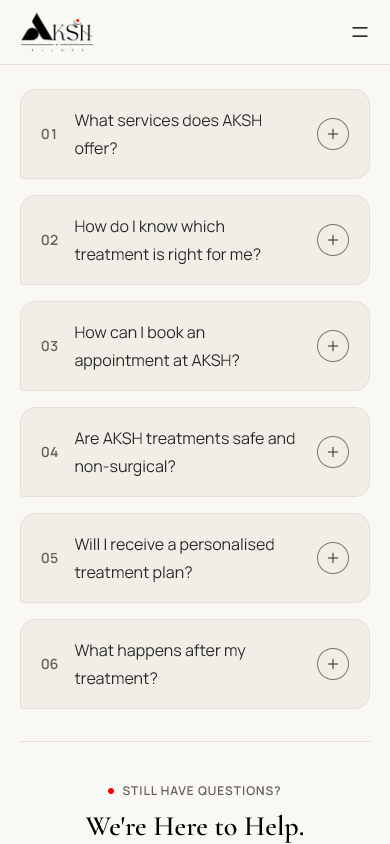 AKSH
01
What services does AKSH
offer?
02
How do I know which
treatment is right for me?
03
How can I book an
appointment at AKSH?
04
Are AKSH treatments safe and
non-surgical?
05
Will I receive a personalised
treatment plan?
06
What happens after my
treatment?
STILL HAVE QUESTIONS?
We're Here to Help.